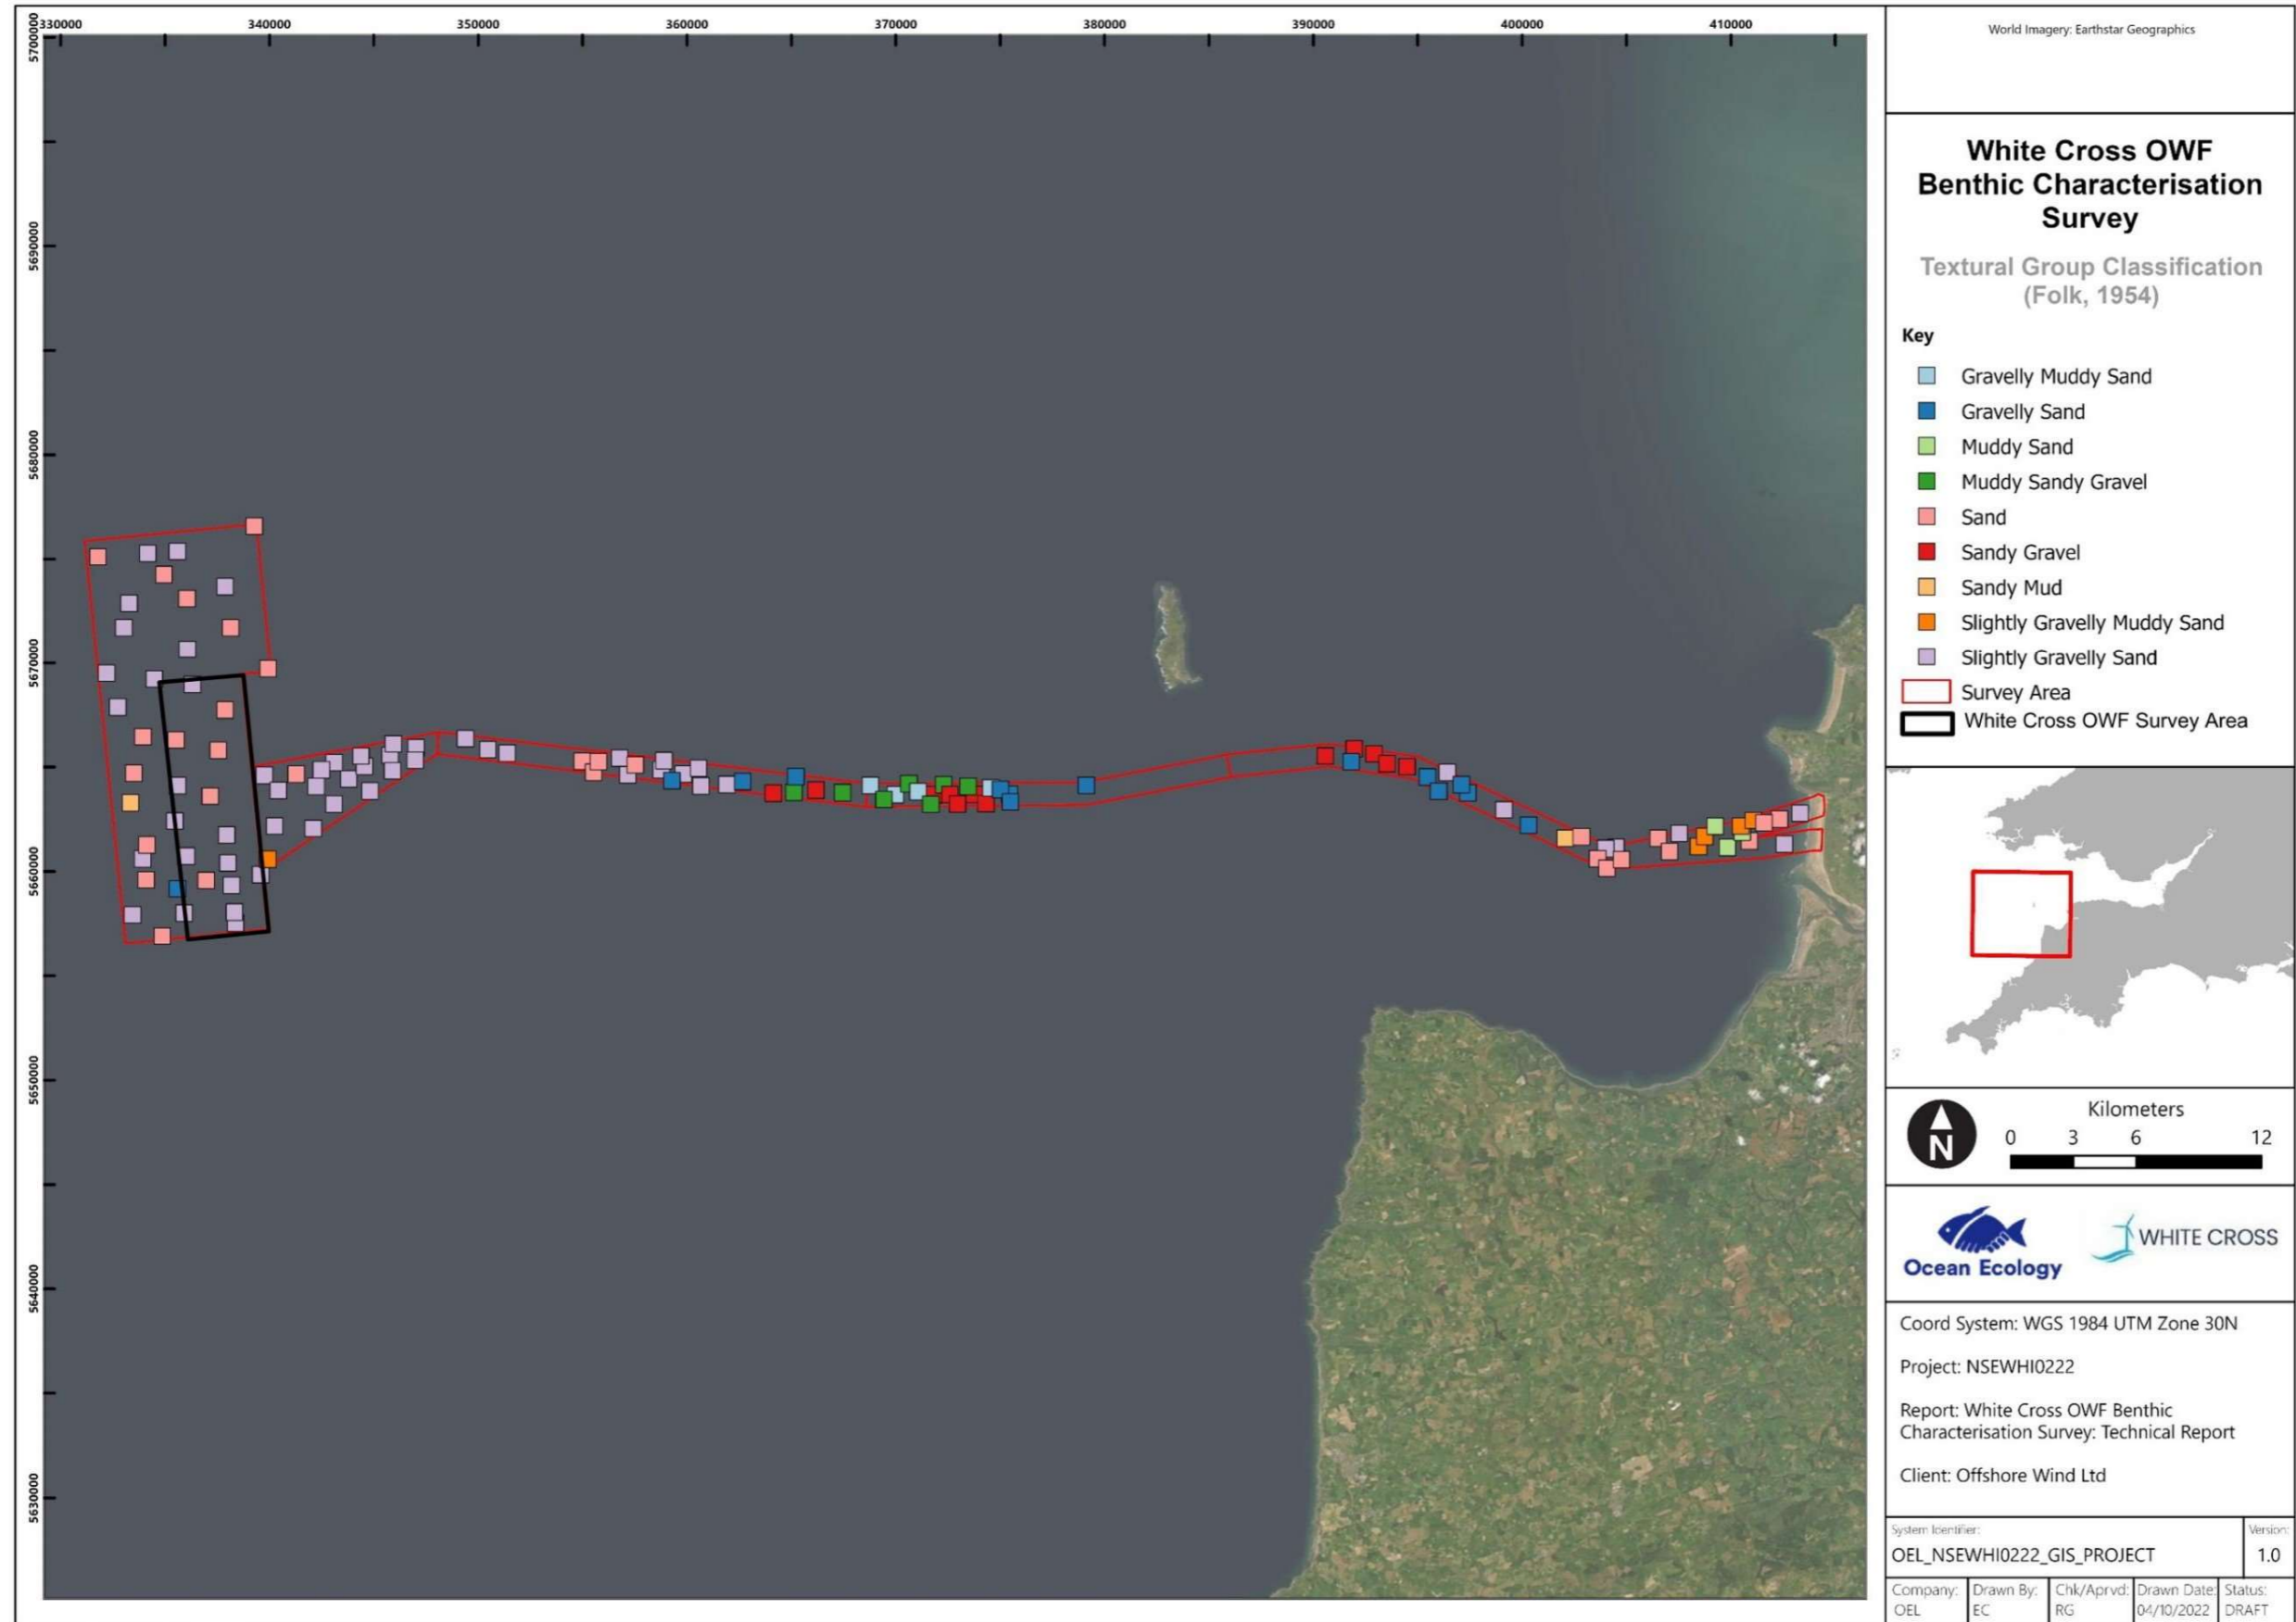 330000 340000 350000 360000 370000 380000 390000 400000 410000
5700000
5690000
5680000
5670000
5660000
5650000
5640000
5630000
World Imagery: Earthstar Geographics
White Cross OWF
Benthic Characterisation
Survey
Textural Group Classification
(Folk, 1954)
Key
Gravelly Muddy Sand
Gravelly Sand
Muddy Sand
Muddy Sandy Gravel
Sand
Sandy Gravel
Sandy Mud
Slightly Gravelly Muddy Sand
Slightly Gravelly Sand
Survey Area
White Cross OWF Survey Area
N
Kilometers
0 3 6 12
Ocean Ecology
WHITE CROSS
Coord System: WGS 1984 UTM Zone 30N
Project: NSEWHI0222
Report: White Cross OWF Benthic
Characterisation Survey: Technical Report
Client: Offshore Wind Ltd
System Identifier: Version:
OEL_NSEWHI0222_GIS_PROJECT 1.0
Company: Drawn By: Chk/Aprvd: Drawn Date: Status:
OEL EC RG 04/10/2022 DRAFT